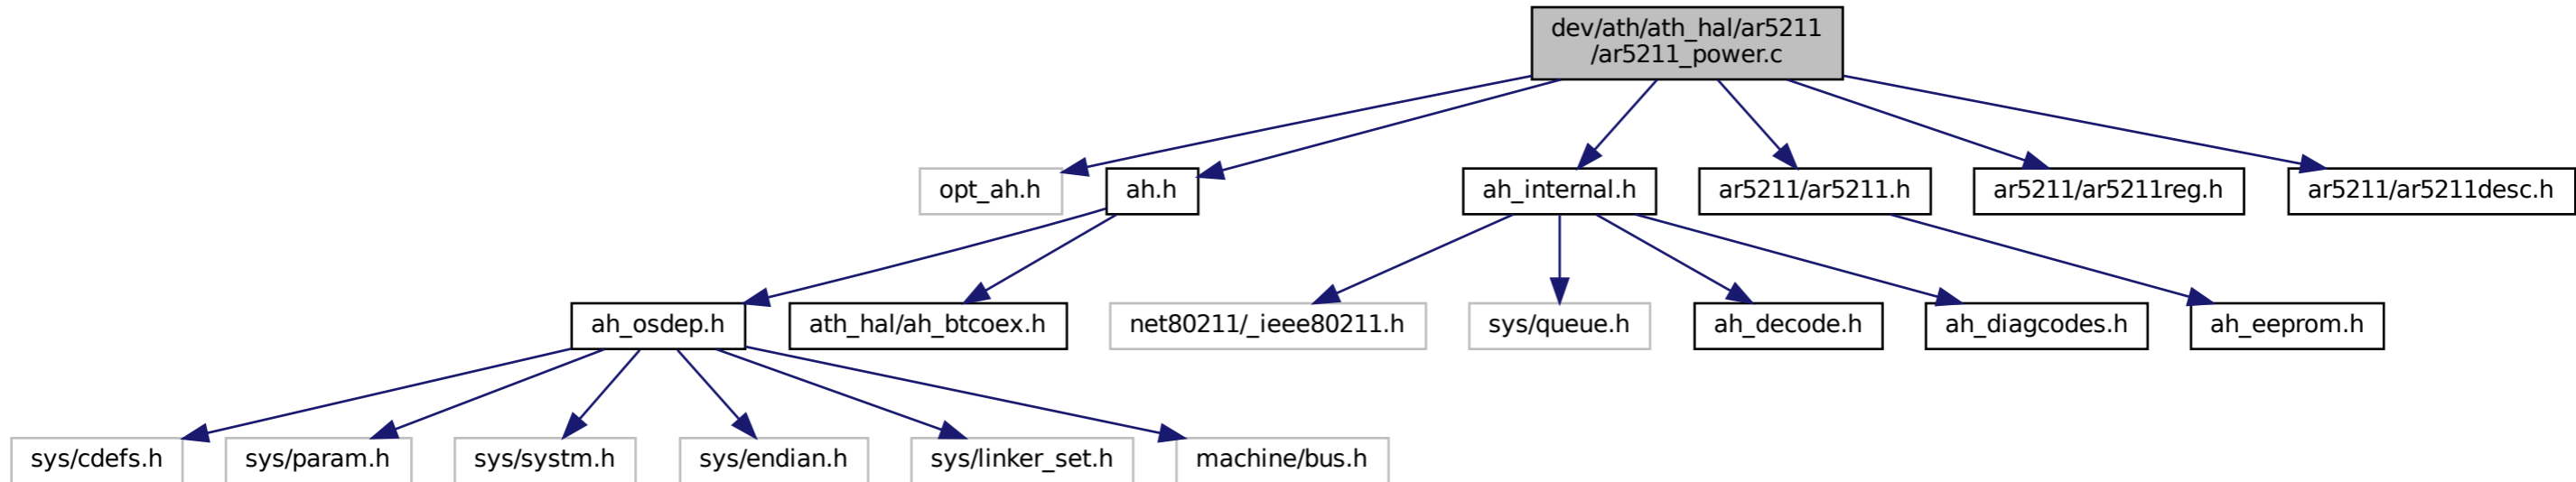 dev/ath/ath_hal/ar5211
/ar5211_power.c
opt_ah.h
ah.h
ah_internal.h
ar5211/ar5211.h
ar5211/ar5211reg.h
ar5211/ar5211desc.h
ah_osdep.h
ath_hal/ah_btcoex.h
net80211/_ieee80211.h
sys/queue.h
ah_decode.h
ah_diagcodes.h
ah_eeprom.h
sys/cdefs.h
sys/param.h
sys/systm.h
sys/endian.h
sys/linker_set.h
machine/bus.h